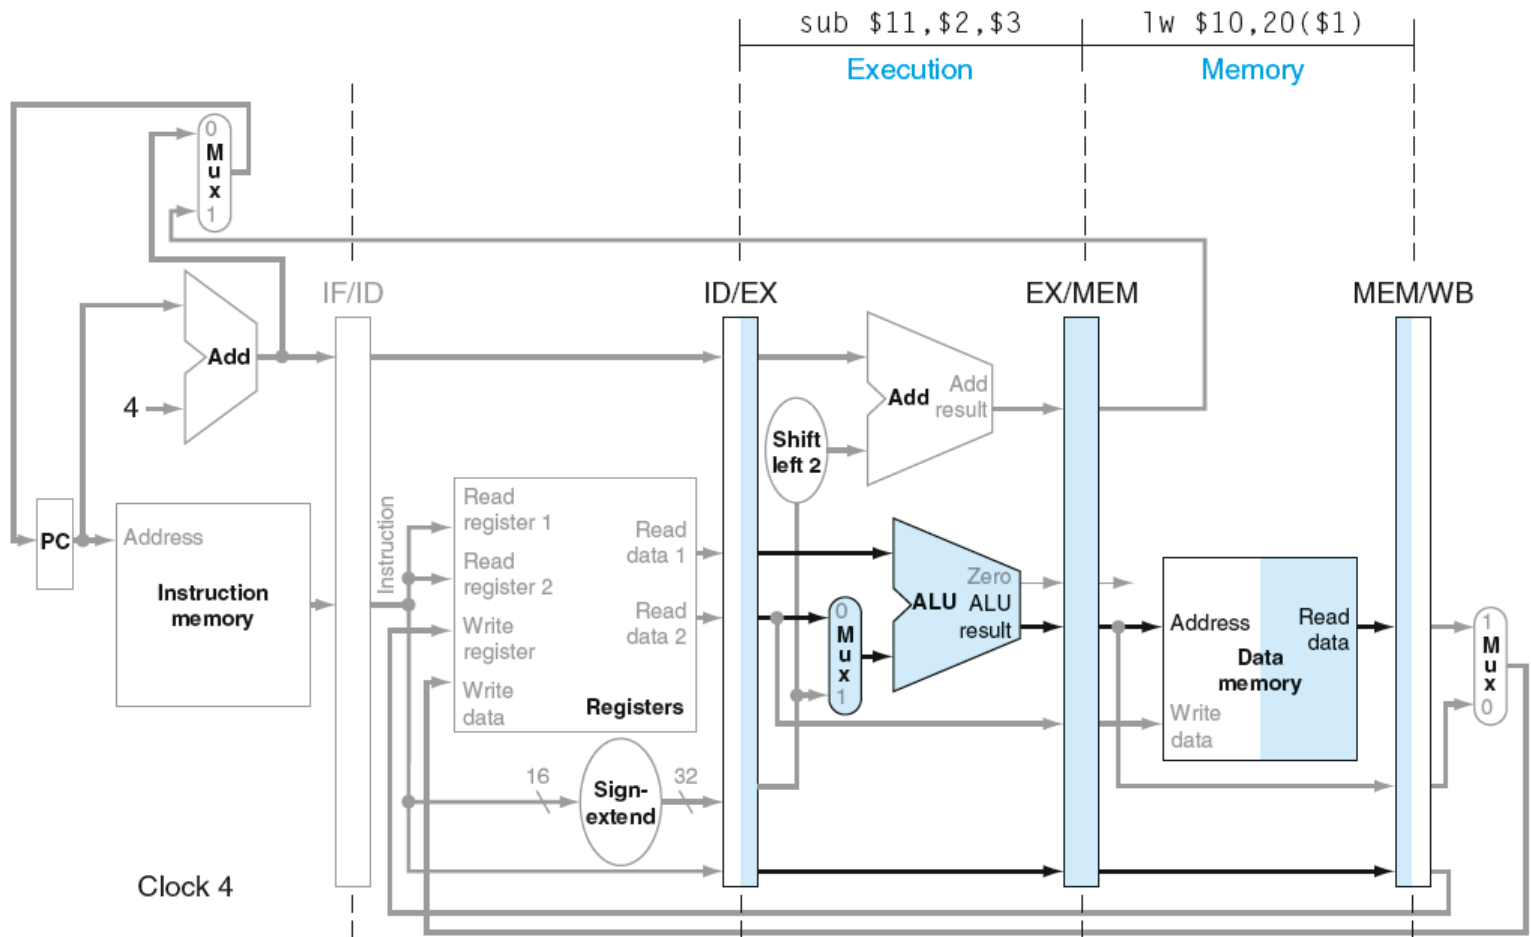 sub $11,$2,$3
lw $10,20($1)
Execution
Memory
0
M
u
x
1
IF/ID
ID/EX
EX/MEM
MEM/WB
Add
4
Add
Add
result
Shift
left 2
PC
Address
Instruction
memory
Instruction
Read
register 1
Read
register 2
Write
register
Write
data
Read
data 1
Read
data 2
Registers
16
Sign-
extend
32
0
M
u
x
1
Zero
ALU
ALU
result
Address
Read
data
Data
memory
Write
data
1
M
u
x
0
Clock 4